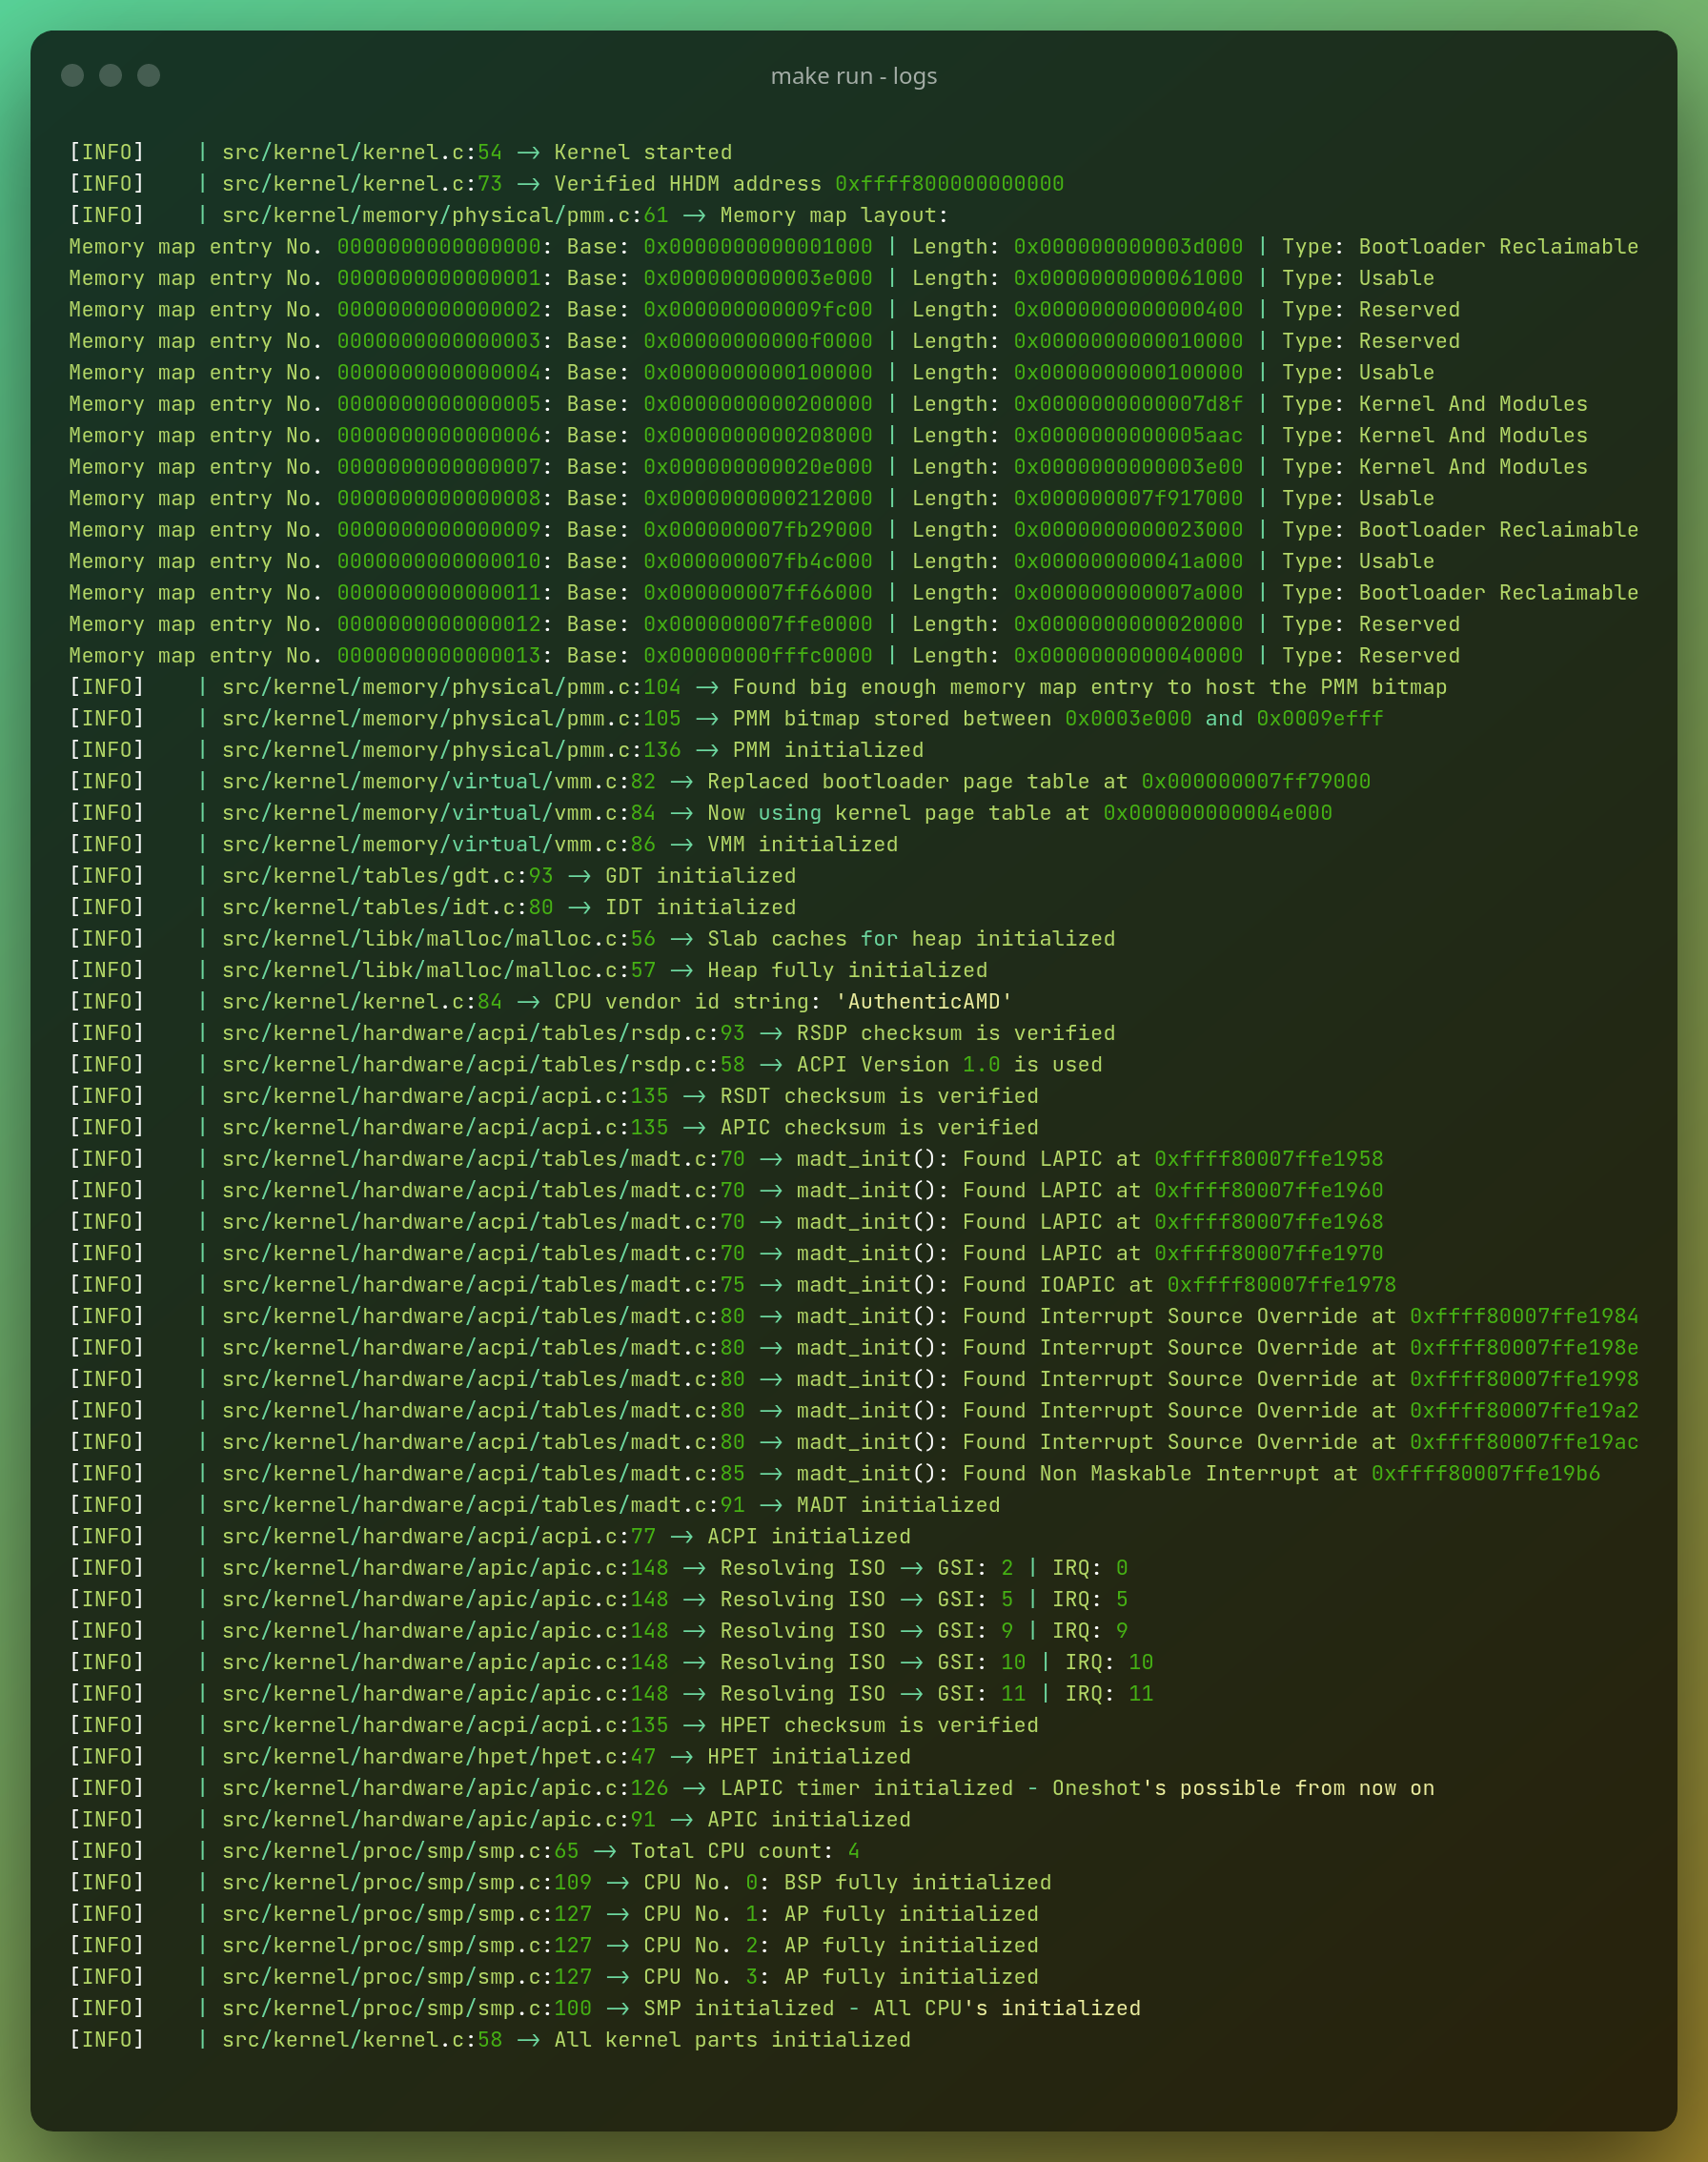 make run - logs
[INFO]    | src/kernel/kernel.c:54 -> Kernel started
[INFO]    | src/kernel/kernel.c:73 -> Verified HHDM address 0xffff800000000000
[INFO]    | src/kernel/memory/physical/pmm.c:61 -> Memory map layout:
Memory map entry No. 0000000000000000: Base: 0x0000000000001000 | Length: 0x000000000003d000 | Type: Bootloader Reclaimable
Memory map entry No. 0000000000000001: Base: 0x000000000003e000 | Length: 0x0000000000061000 | Type: Usable
Memory map entry No. 0000000000000002: Base: 0x000000000009fc00 | Length: 0x0000000000000400 | Type: Reserved
Memory map entry No. 0000000000000003: Base: 0x00000000000f0000 | Length: 0x0000000000010000 | Type: Reserved
Memory map entry No. 0000000000000004: Base: 0x0000000000100000 | Length: 0x0000000000100000 | Type: Usable
Memory map entry No. 0000000000000005: Base: 0x0000000000200000 | Length: 0x0000000000007d8f | Type: Kernel And Modules
Memory map entry No. 0000000000000006: Base: 0x0000000000208000 | Length: 0x0000000000005aac | Type: Kernel And Modules
Memory map entry No. 0000000000000007: Base: 0x000000000020e000 | Length: 0x0000000000003e00 | Type: Kernel And Modules
Memory map entry No. 0000000000000008: Base: 0x0000000000212000 | Length: 0x000000007f917000 | Type: Usable
Memory map entry No. 0000000000000009: Base: 0x000000007fb29000 | Length: 0x0000000000023000 | Type: Bootloader Reclaimable
Memory map entry No. 0000000000000010: Base: 0x000000007fb4c000 | Length: 0x000000000041a000 | Type: Usable
Memory map entry No. 0000000000000011: Base: 0x000000007ff66000 | Length: 0x000000000007a000 | Type: Bootloader Reclaimable
Memory map entry No. 0000000000000012: Base: 0x000000007ffe0000 | Length: 0x0000000000020000 | Type: Reserved
Memory map entry No. 0000000000000013: Base: 0x00000000fffc0000 | Length: 0x0000000000040000 | Type: Reserved
[INFO]    | src/kernel/memory/physical/pmm.c:104 -> Found big enough memory map entry to host the PMM bitmap
[INFO]    | src/kernel/memory/physical/pmm.c:105 -> PMM bitmap stored between 0x0003e000 and 0x0009efff
[INFO]    | src/kernel/memory/physical/pmm.c:136 -> PMM initialized
[INFO]    | src/kernel/memory/virtual/vmm.c:82 -> Replaced bootloader page table at 0x000000007ff79000
[INFO]    | src/kernel/memory/virtual/vmm.c:84 -> Now using kernel page table at 0x000000000004e000
[INFO]    | src/kernel/memory/virtual/vmm.c:86 -> VMM initialized
[INFO]    | src/kernel/tables/gdt.c:93 -> GDT initialized
[INFO]    | src/kernel/tables/idt.c:80 -> IDT initialized
[INFO]    | src/kernel/libk/malloc/malloc.c:56 -> Slab caches for heap initialized
[INFO]    | src/kernel/libk/malloc/malloc.c:57 -> Heap fully initialized
[INFO]    | src/kernel/kernel.c:84 -> CPU vendor id string: 'AuthenticAMD'
[INFO]    | src/kernel/hardware/acpi/tables/rsdp.c:93 -> RSDP checksum is verified
[INFO]    | src/kernel/hardware/acpi/tables/rsdp.c:58 -> ACPI Version 1.0 is used
[INFO]    | src/kernel/hardware/acpi/acpi.c:135 -> RSDT checksum is verified
[INFO]    | src/kernel/hardware/acpi/acpi.c:135 -> APIC checksum is verified
[INFO]    | src/kernel/hardware/acpi/tables/madt.c:70 -> madt_init(): Found LAPIC at 0xffff80007ffe1958
[INFO]    | src/kernel/hardware/acpi/tables/madt.c:70 -> madt_init(): Found LAPIC at 0xffff80007ffe1960
[INFO]    | src/kernel/hardware/acpi/tables/madt.c:70 -> madt_init(): Found LAPIC at 0xffff80007ffe1968
[INFO]    | src/kernel/hardware/acpi/tables/madt.c:70 -> madt_init(): Found LAPIC at 0xffff80007ffe1970
[INFO]    | src/kernel/hardware/acpi/tables/madt.c:75 -> madt_init(): Found IOAPIC at 0xffff80007ffe1978
[INFO]    | src/kernel/hardware/acpi/tables/madt.c:80 -> madt_init(): Found Interrupt Source Override at 0xffff80007ffe1984
[INFO]    | src/kernel/hardware/acpi/tables/madt.c:80 -> madt_init(): Found Interrupt Source Override at 0xffff80007ffe198e
[INFO]    | src/kernel/hardware/acpi/tables/madt.c:80 -> madt_init(): Found Interrupt Source Override at 0xffff80007ffe1998
[INFO]    | src/kernel/hardware/acpi/tables/madt.c:80 -> madt_init(): Found Interrupt Source Override at 0xffff80007ffe19a2
[INFO]    | src/kernel/hardware/acpi/tables/madt.c:80 -> madt_init(): Found Interrupt Source Override at 0xffff80007ffe19ac
[INFO]    | src/kernel/hardware/acpi/tables/madt.c:85 -> madt_init(): Found Non Maskable Interrupt at 0xffff80007ffe19b6
[INFO]    | src/kernel/hardware/acpi/tables/madt.c:91 -> MADT initialized
[INFO]    | src/kernel/hardware/acpi/acpi.c:77 -> ACPI initialized
[INFO]    | src/kernel/hardware/apic/apic.c:148 -> Resolving ISO -> GSI: 2 | IRQ: 0
[INFO]    | src/kernel/hardware/apic/apic.c:148 -> Resolving ISO -> GSI: 5 | IRQ: 5
[INFO]    | src/kernel/hardware/apic/apic.c:148 -> Resolving ISO -> GSI: 9 | IRQ: 9
[INFO]    | src/kernel/hardware/apic/apic.c:148 -> Resolving ISO -> GSI: 10 | IRQ: 10
[INFO]    | src/kernel/hardware/apic/apic.c:148 -> Resolving ISO -> GSI: 11 | IRQ: 11
[INFO]    | src/kernel/hardware/acpi/acpi.c:135 -> HPET checksum is verified
[INFO]    | src/kernel/hardware/hpet/hpet.c:47 -> HPET initialized
[INFO]    | src/kernel/hardware/apic/apic.c:126 -> LAPIC timer initialized - Oneshot's possible from now on
[INFO]    | src/kernel/hardware/apic/apic.c:91 -> APIC initialized
[INFO]    | src/kernel/proc/smp/smp.c:65 -> Total CPU count: 4
[INFO]    | src/kernel/proc/smp/smp.c:109 -> CPU No. 0: BSP fully initialized
[INFO]    | src/kernel/proc/smp/smp.c:127 -> CPU No. 1: AP fully initialized
[INFO]    | src/kernel/proc/smp/smp.c:127 -> CPU No. 2: AP fully initialized
[INFO]    | src/kernel/proc/smp/smp.c:127 -> CPU No. 3: AP fully initialized
[INFO]    | src/kernel/proc/smp/smp.c:100 -> SMP initialized - All CPU's initialized
[INFO]    | src/kernel/kernel.c:58 -> All kernel parts initialized